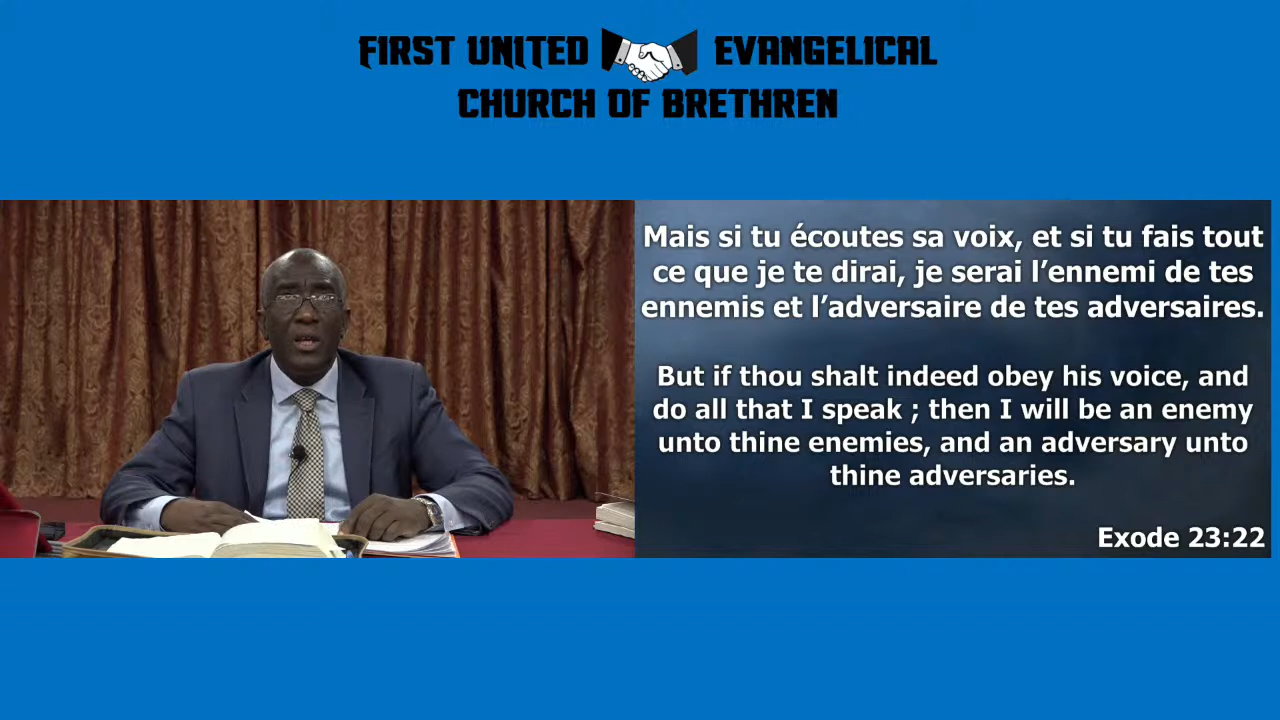 FIRST UNITED EVANGELICAL
CHURCH OF BRETHREN
Mais si tu écoutes sa voix, et si tu fais tout
ce que je te dirai, je serai l’ennemi de tes
ennemis et l’adversaire de tes adversaires.
But if thou shalt indeed obey his voice, and
do all that I speak ; then I will be an enemy
unto thine enemies, and an adversary unto
thine adversaries.
Exode 23:22